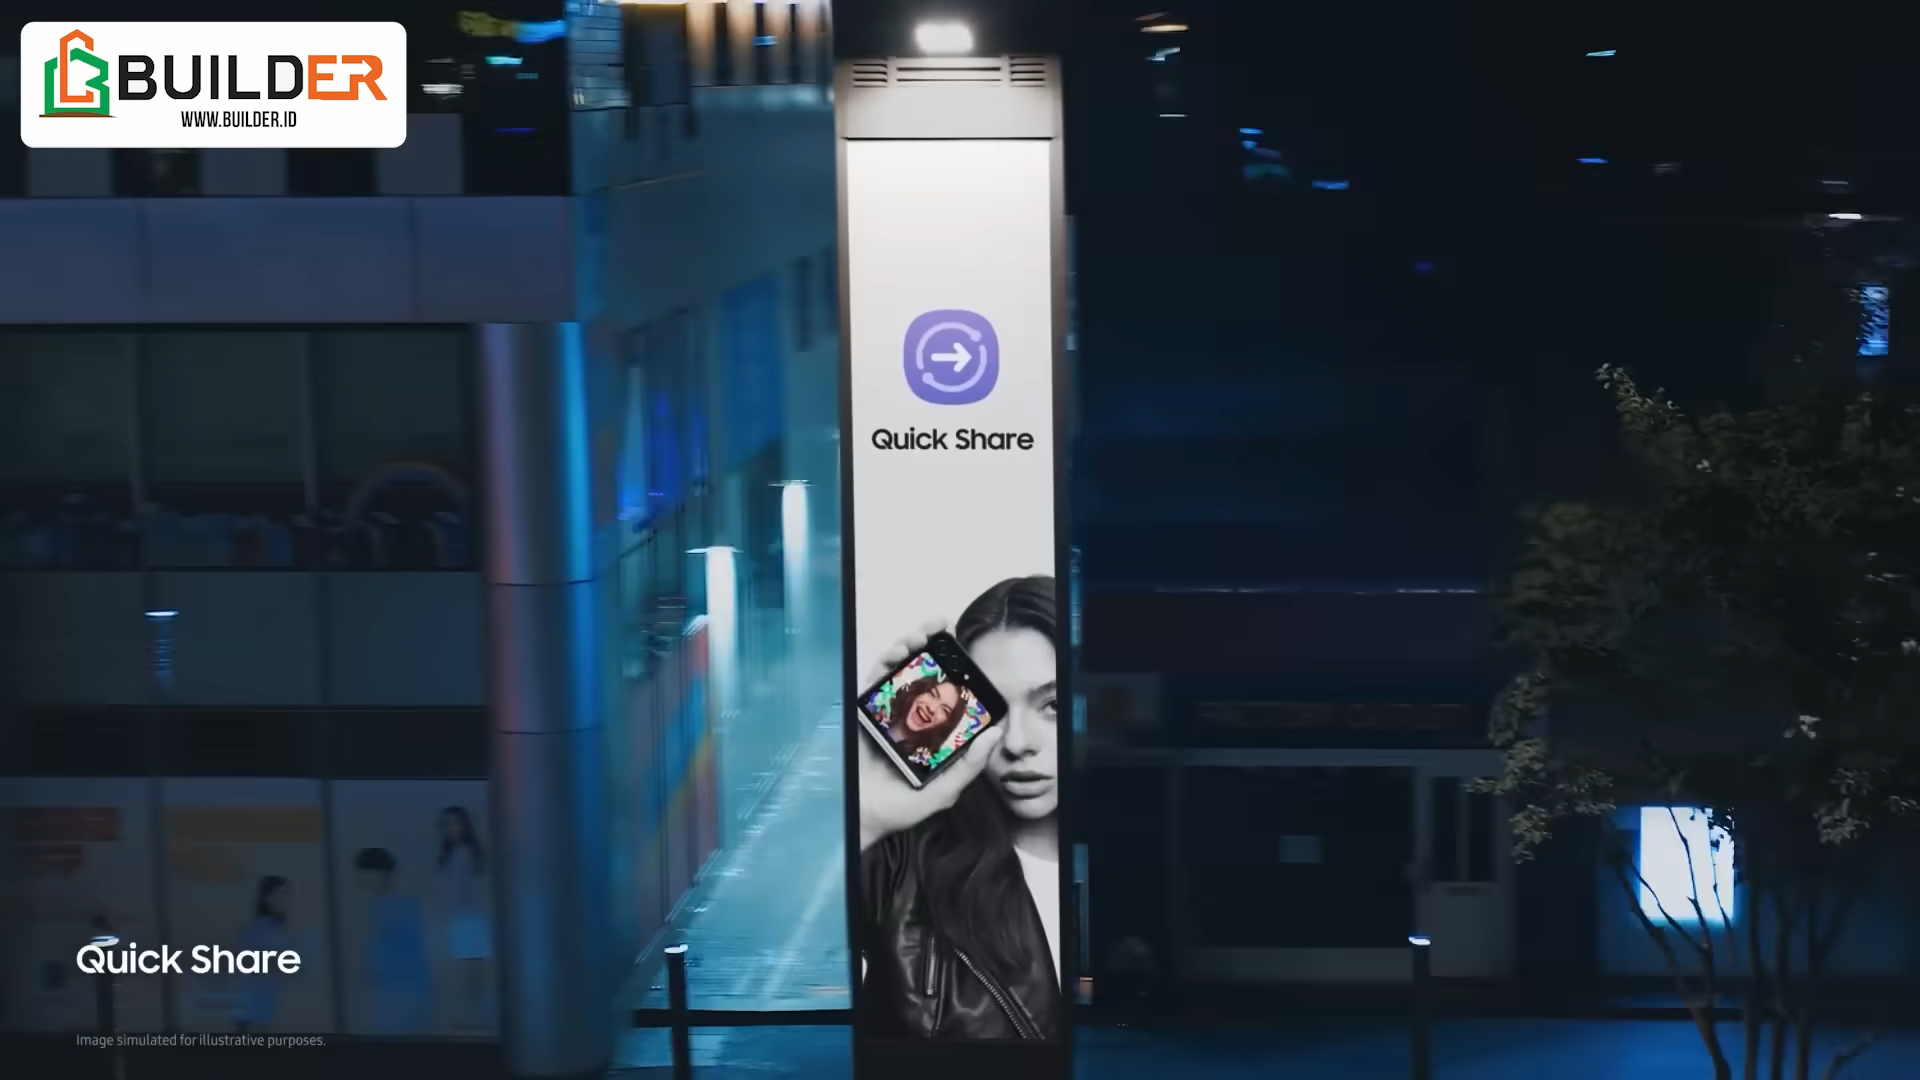 BUILDER
WWW.BUILDER.ID
Quick Share
Quick Share
Image simulated for illustrative purposes.